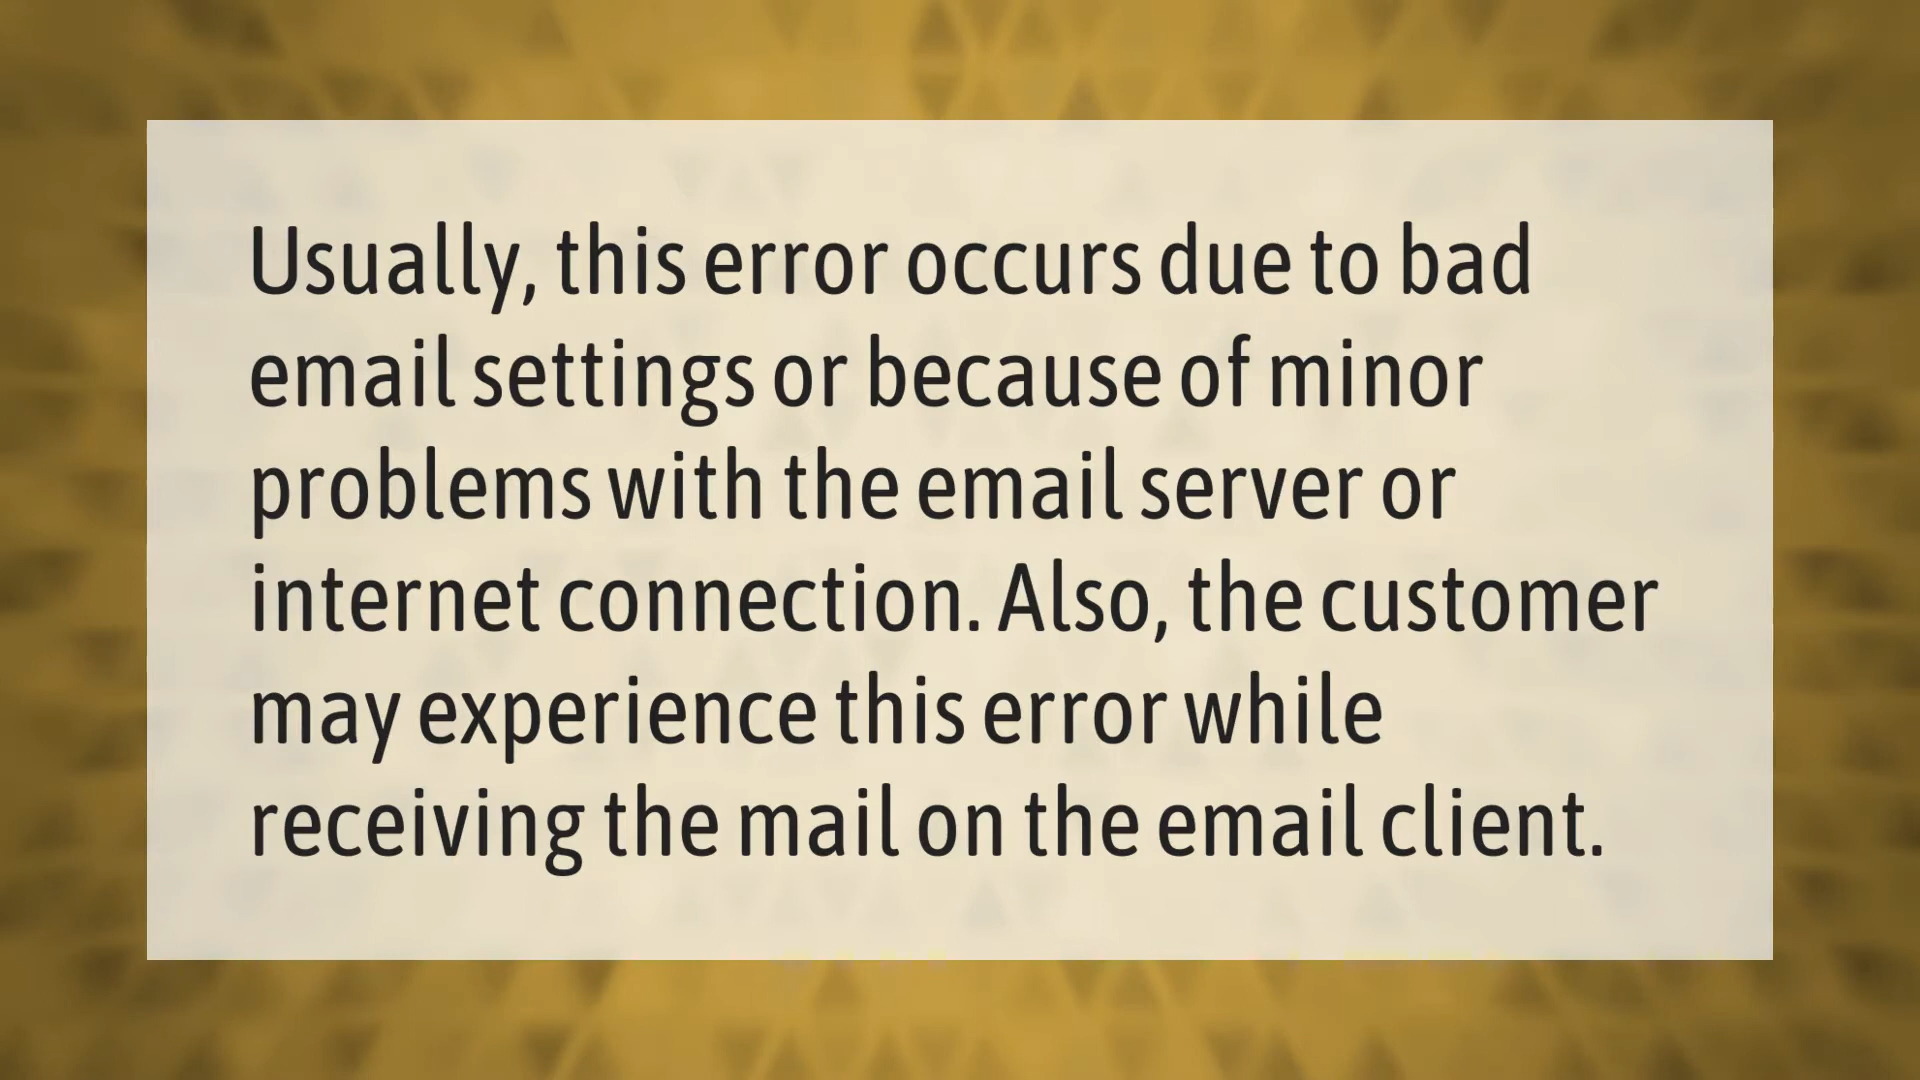 Usually, this error occurs due to bad
email settings or because of minor
problems with the email server or
internet connection. Also, the customer
may experience this error while
receiving the mail on the email client.